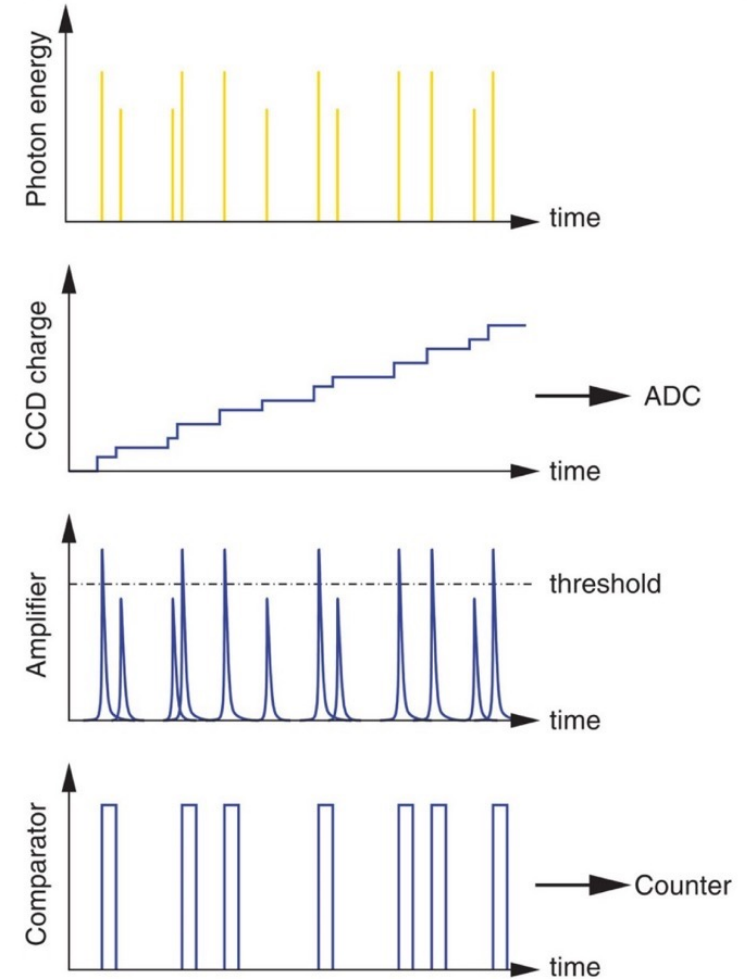 Photon energy
time
CCD charge
ADC
time
Amplifier
threshold
time
Comparator
Counter
time